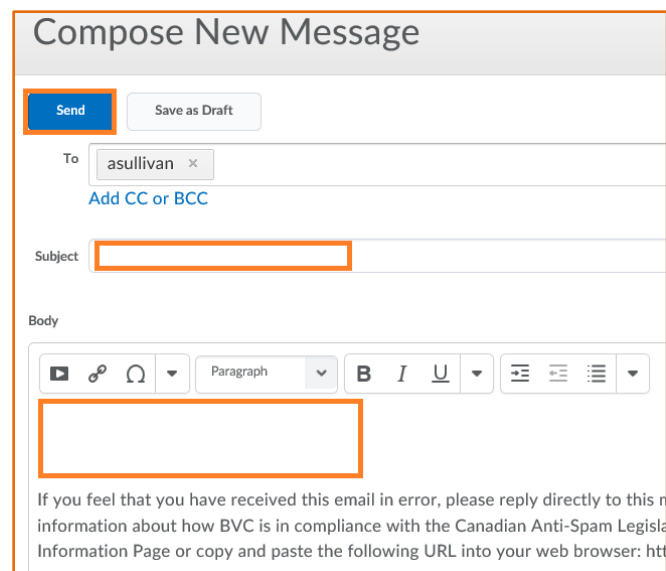 Compose New Message
Send Save as Draft
To asullivan ×
Add CC or BCC
Subject
Body
Paragraph B I U
If you feel that you have received this email in error, please reply directly to this
information about how BVC is in compliance with the Canadian Anti-Spam
Information Page or copy and paste the following URL into your web browser: